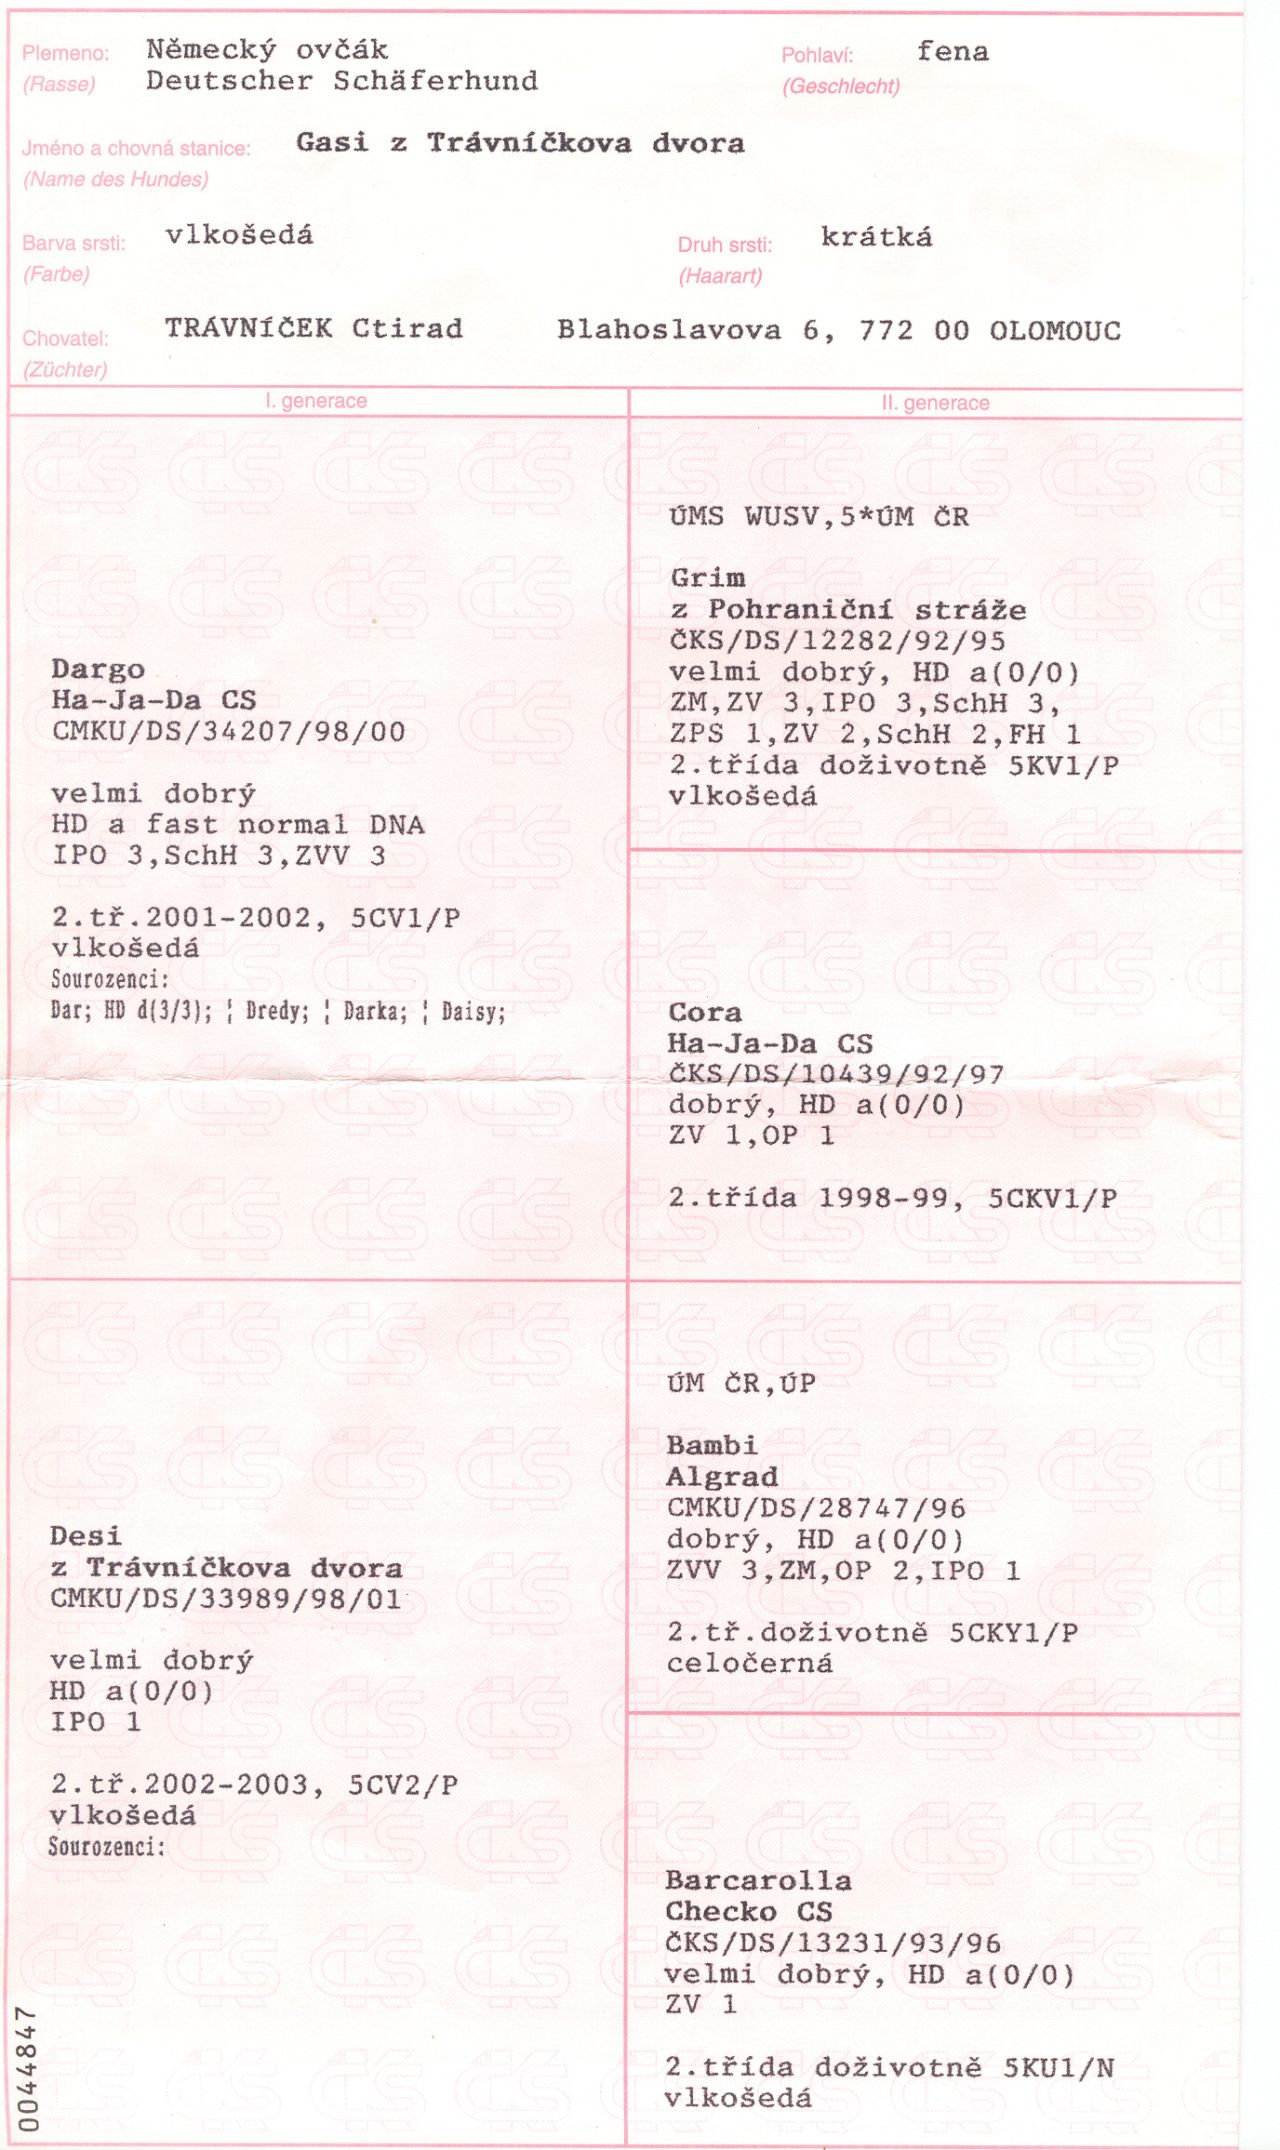 Plemeno: Německý ovčák Pohlaví: fena
(Rasse) Deutscher Schäferhund (Geschlecht)
Jméno a chovná stanice: Gasi z Trávníčkova dvora
(Name des Hundes)
Barva srsti: vlkošedá Druh srsti: krátká
(Farbe) (Haarart)
Chovatel: TRÁVNÍČEK Ctirad Blahoslavova 6, 772 00 OLOMOUC
(Züchter)
I. generace
Dargo
Ha-Ja-Da CS
CMKU/DS/34207/98/00
velmi dobrý
HD a fast normal DNA
IPO 3,SchH 3,ZVV 3
2.tř.2001-2002, 5CV1/P
vlkošedá
Sourozenci:
Dar; HD d(3/3); ¦ Dredy; ¦ Darka; ¦ Daisy;
Desi
z Trávníčkova dvora
CMKU/DS/33989/98/01
velmi dobrý
HD a(0/0)
IPO 1
2.tř.2002-2003, 5CV2/P
vlkošedá
Sourozenci:
II. generace
ÚMS WUSV,5*ÚM ČR
Grim
z Pohraniční stráže
ČKS/DS/12282/92/95
velmi dobrý, HD a(0/0)
ZM,ZV 3,IPO 3,SchH 3,
ZPS 1,ZV 2,SchH 2,FH 1
2.třída doživotně 5KV1/P
vlkošedá
Cora
Ha-Ja-Da CS
ČKS/DS/10439/92/97
dobrý, HD a(0/0)
ZV 1,OP 1
2.třída 1998-99, 5CKV1/P
ÚM ČR,ÚP
Bambi
Algrad
CMKU/DS/28747/96
dobrý, HD a(0/0)
ZVV 3,ZM,OP 2,IPO 1
2.tř.doživotně 5CKY1/P
celočerná
Barcarolla
Checko CS
ČKS/DS/13231/93/96
velmi dobrý, HD a(0/0)
ZV 1
2.třída doživotně 5KU1/N
vlkošedá
0044847